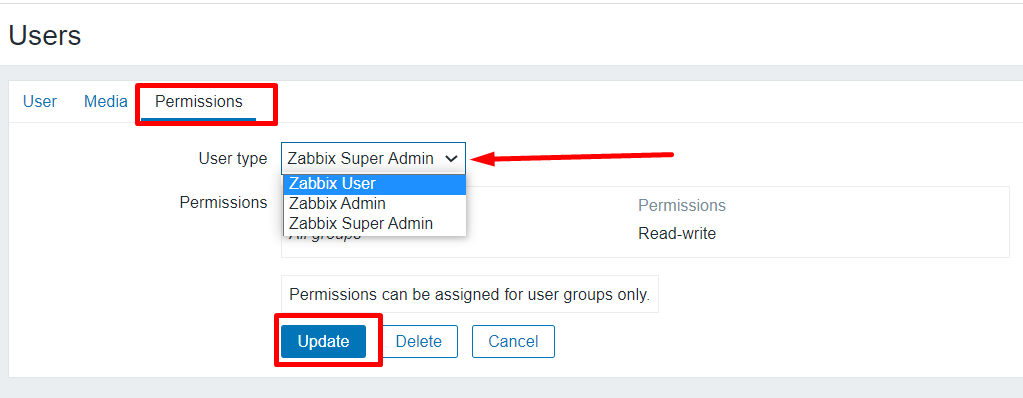 Users
User Media Permissions
User type Zabbix Super Admin
Zabbix User
Zabbix Admin
Zabbix Super Admin
Permissions
Permissions
All groups Read-write
Permissions can be assigned for user groups only.
Update Delete Cancel